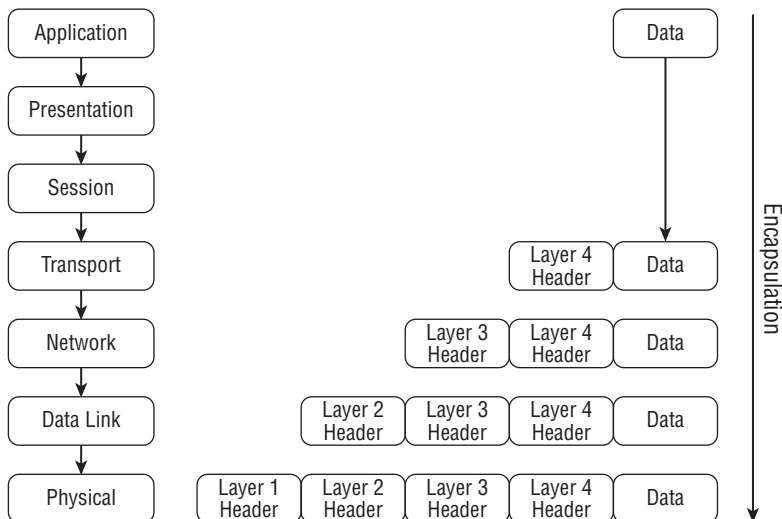 Application
Data
Presentation
Session
Transport
Layer 4
Header
Data
Network
Layer 3
Header
Layer 4
Header
Data
Data Link
Layer 2
Header
Layer 3
Header
Layer 4
Header
Data
Physical
Layer 1
Header
Layer 2
Header
Layer 3
Header
Layer 4
Header
Data
Encapsulation